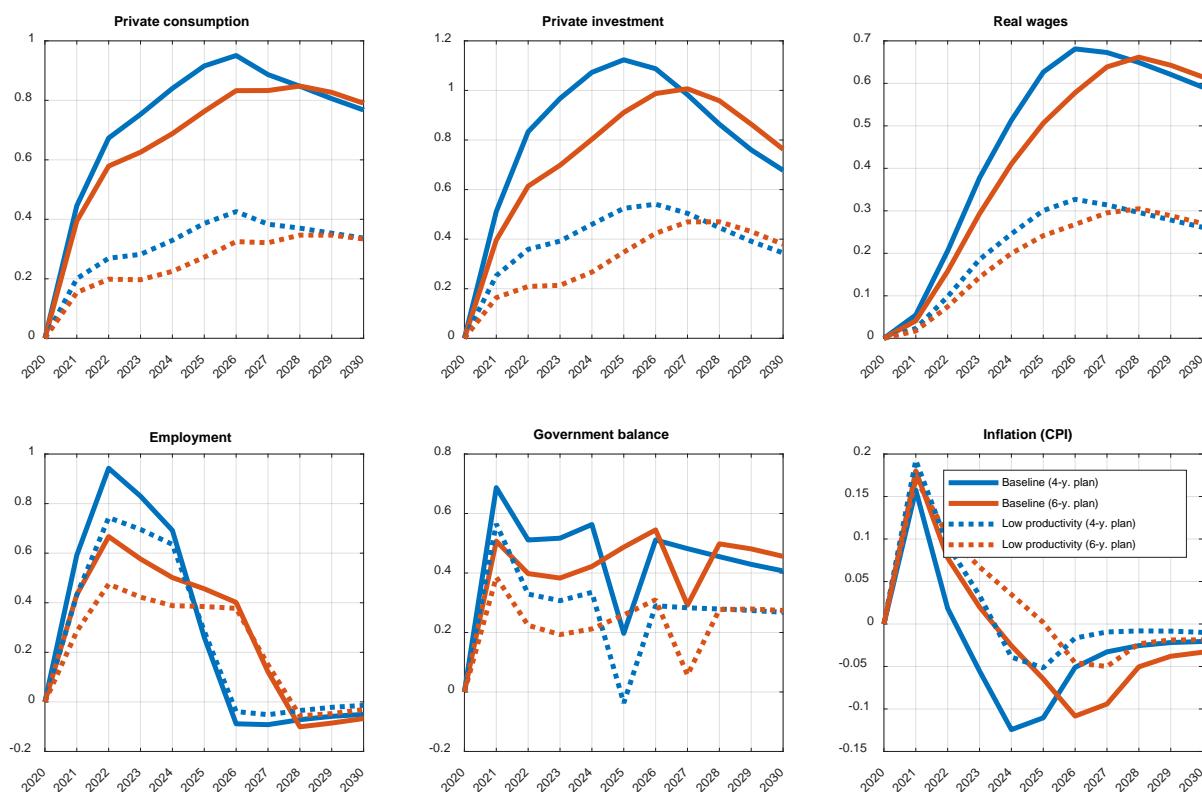 Private consumption
1
0.8
0.6
0.4
0.2
0
2020 2021 2022 2023 2024 2025 2026 2027 2028 2029 2030
Private investment
1.2
1
0.8
0.6
0.4
0.2
0
2020 2021 2022 2023 2024 2025 2026 2027 2028 2029 2030
Real wages
0.7
0.6
0.5
0.4
0.3
0.2
0.1
0
2020 2021 2022 2023 2024 2025 2026 2027 2028 2029 2030
Employment
1
0.8
0.6
0.4
0.2
0
-0.2
2020 2021 2022 2023 2024 2025 2026 2027 2028 2029 2030
Government balance
0.8
0.6
0.4
0.2
0
-0.2
2020 2021 2022 2023 2024 2025 2026 2027 2028 2029 2030
Inflation (CPI)
0.2
0.15
0.1
0.05
0
-0.05
-0.1
-0.15
2020 2021 2022 2023 2024 2025 2026 2027 2028 2029 2030
Baseline (4-y. plan)
Baseline (6-y. plan)
Low productivity (4-y. plan)
Low productivity (6-y. plan)